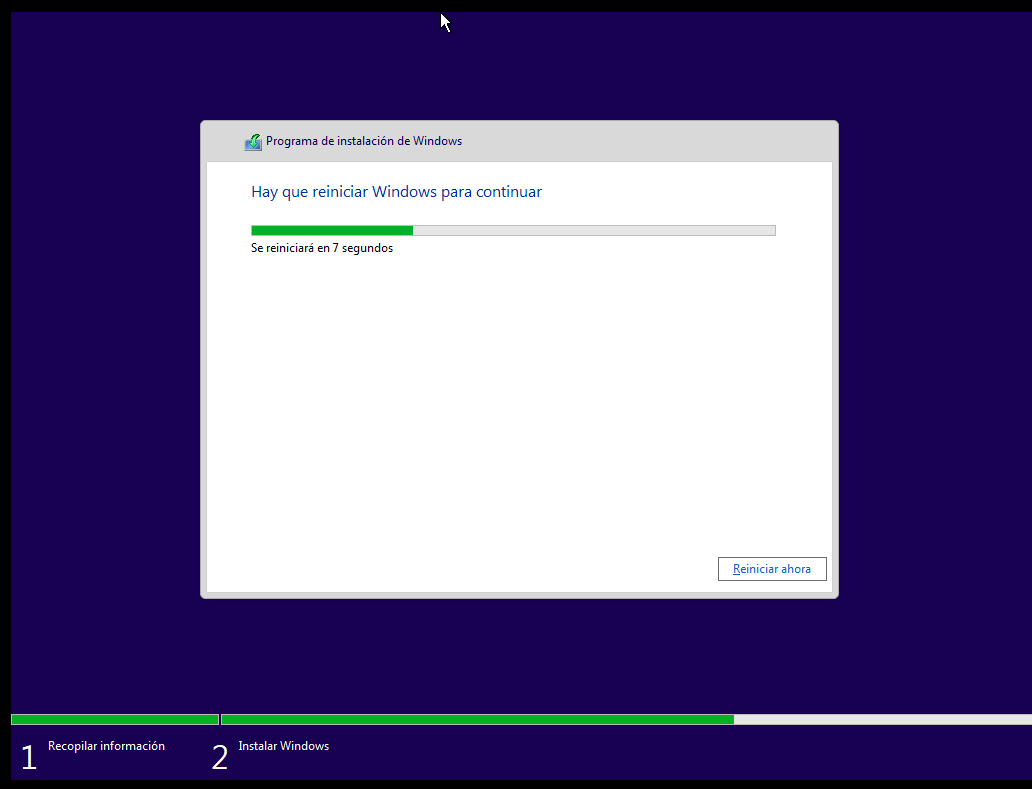 Programa de instalación de Windows
Hay que reiniciar Windows para continuar
Se reiniciará en 7 segundos
Reiniciar ahora
1 Recopilar información
2 Instalar Windows